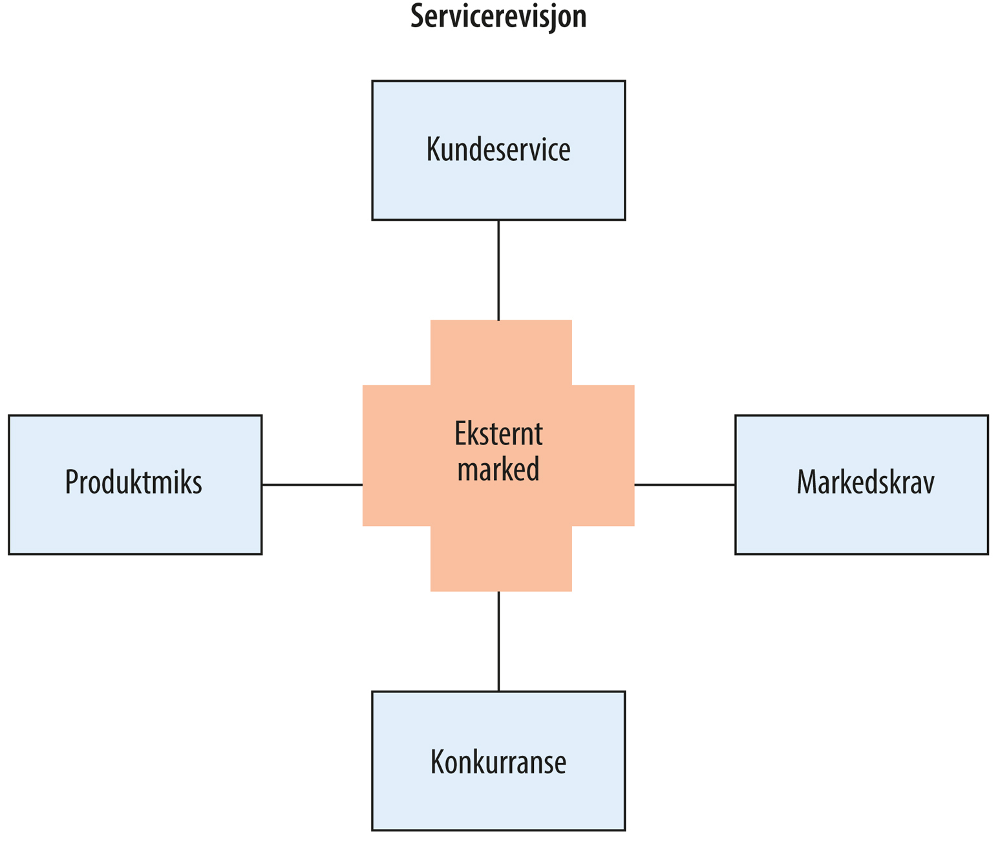 Servicerevisjon
Kundeservice
Produktmiks
Eksternt
marked
Markedskrav
Konkurranse